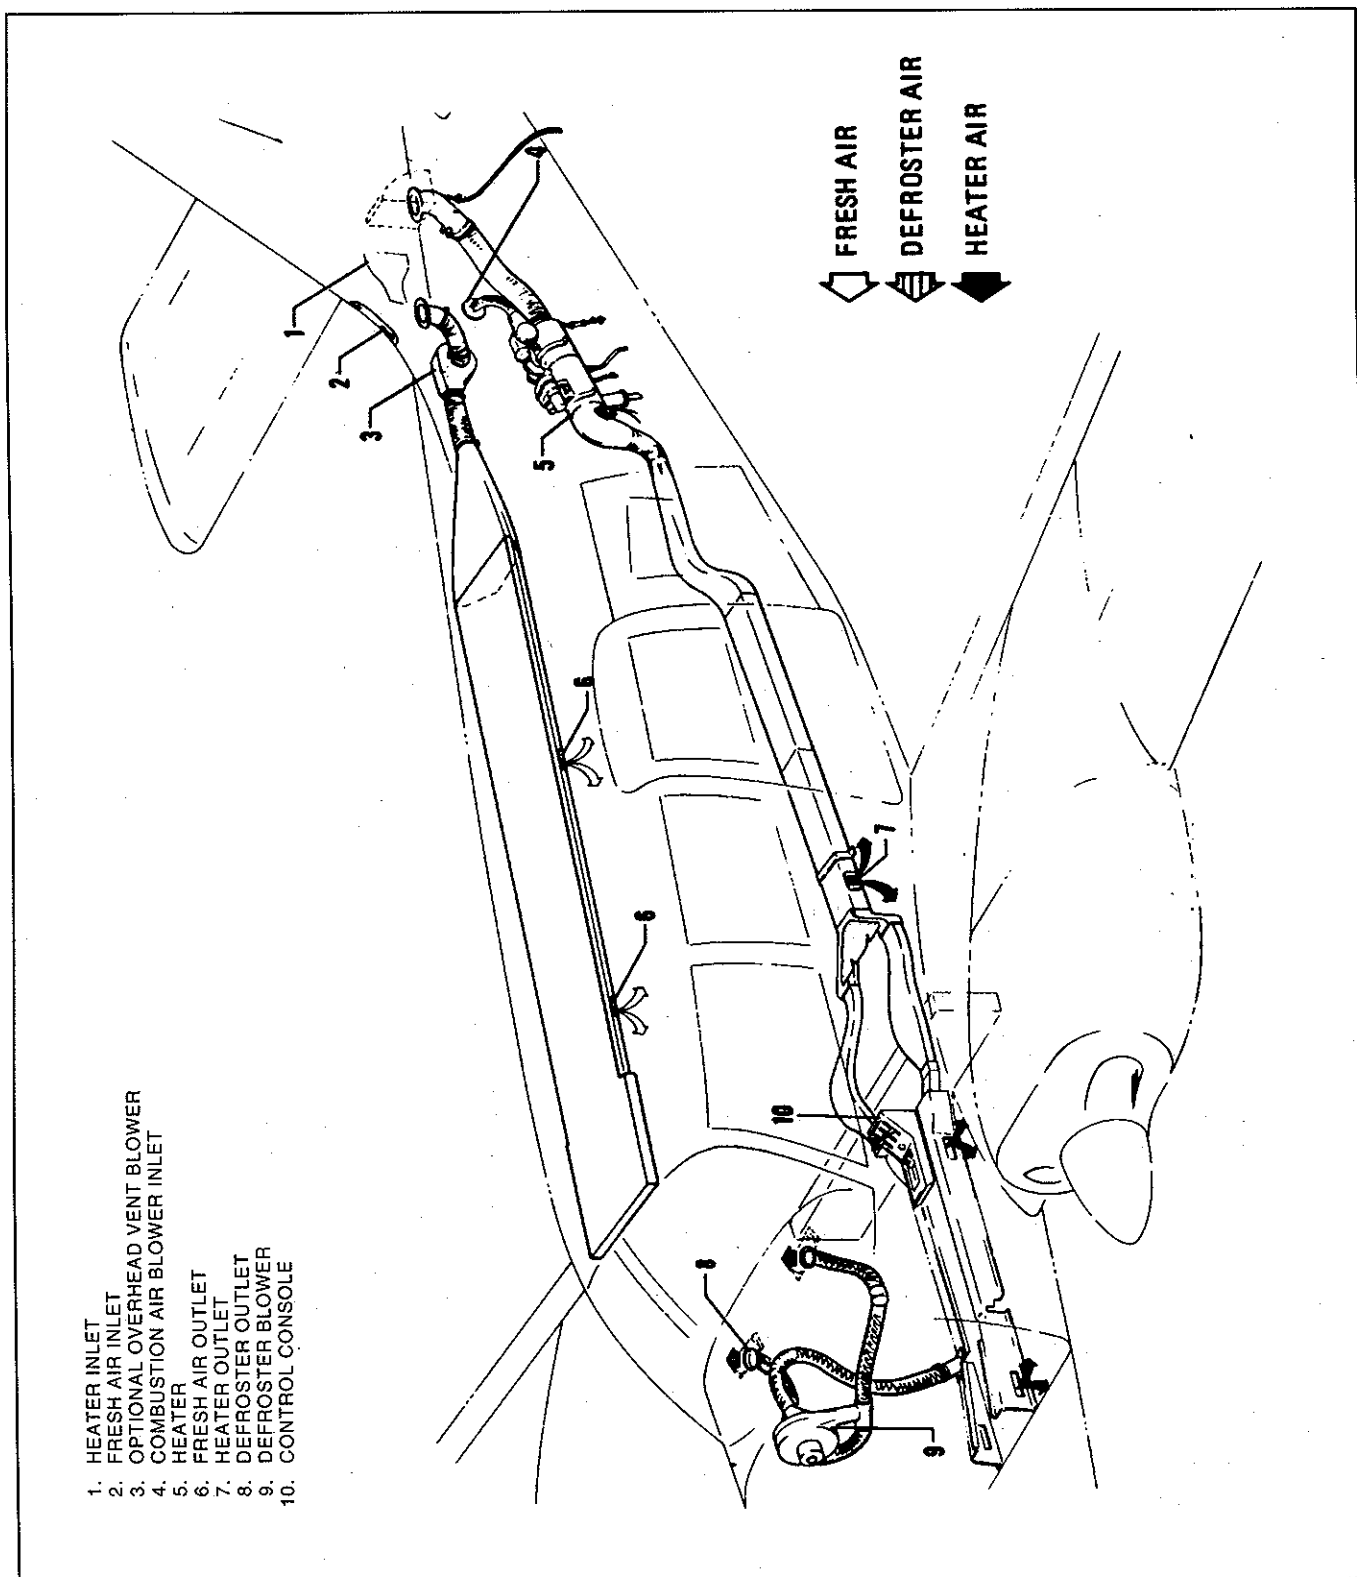 1. HEATER INLET
2. FRESH AIR INLET
3. OPTIONAL OVERHEAD VENT BLOWER
4. COMBUSTION AIR BLOWER INLET
5. HEATER
6. FRESH AIR OUTLET
7. HEATER OUTLET
8. DEFROSTER OUTLET
9. DEFROSTER BLOWER
10. CONTROL CONSOLE
1
2
3
4
5
6
6
7
8
9
10
FRESH AIR
DEFROSTER AIR
HEATER AIR